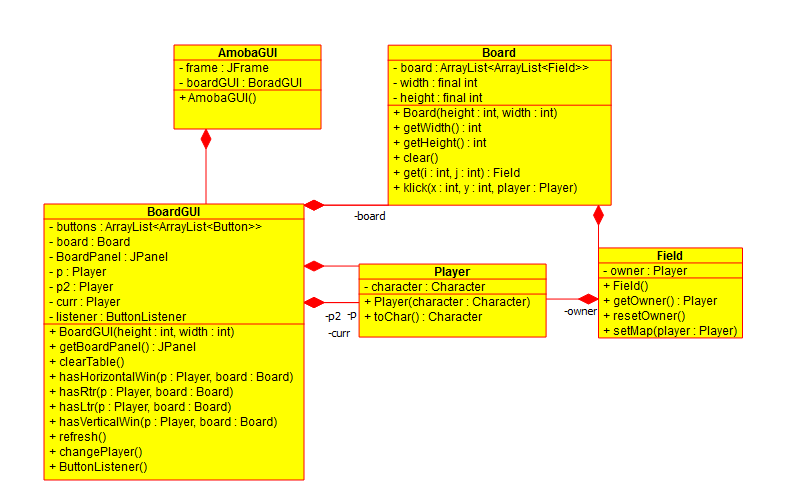 AmobaGUI
- frame : JFrame
- boardGUI : BoradGUI
+ AmobaGUI()
Board
- board : ArrayList<ArrayList<Field>>
- width : final int
- height : final int
+ Board(height : int, width : int)
+ getWidth() : int
+ getHeight() : int
+ clear()
+ get(i : int, j : int) : Field
+ klick(x : int, y : int, player : Player)
BoardGUI
- buttons : ArrayList<ArrayList<Button>>
- board : Board
- BoardPanel : JPanel
- p : Player
- p2 : Player
- curr : Player
- listener : ButtonListener
+ BoardGUI(height : int, width : int)
+ getBoardPanel() : JPanel
+ clearTable()
+ hasHorizontalWin(p : Player, board : Board)
+ hasRtr(p : Player, board : Board)
+ hasLtr(p : Player, board : Board)
+ hasVerticalWin(p : Player, board : Board)
+ refresh()
+ changePlayer()
+ ButtonListener()
-board
Player
- character : Character
+ Player(character : Character)
+ toChar() : Character
-p2 -p
-curr
Field
- owner : Player
+ Field()
+ getOwner() : Player
+ resetOwner()
+ setMap(player : Player)
-owner